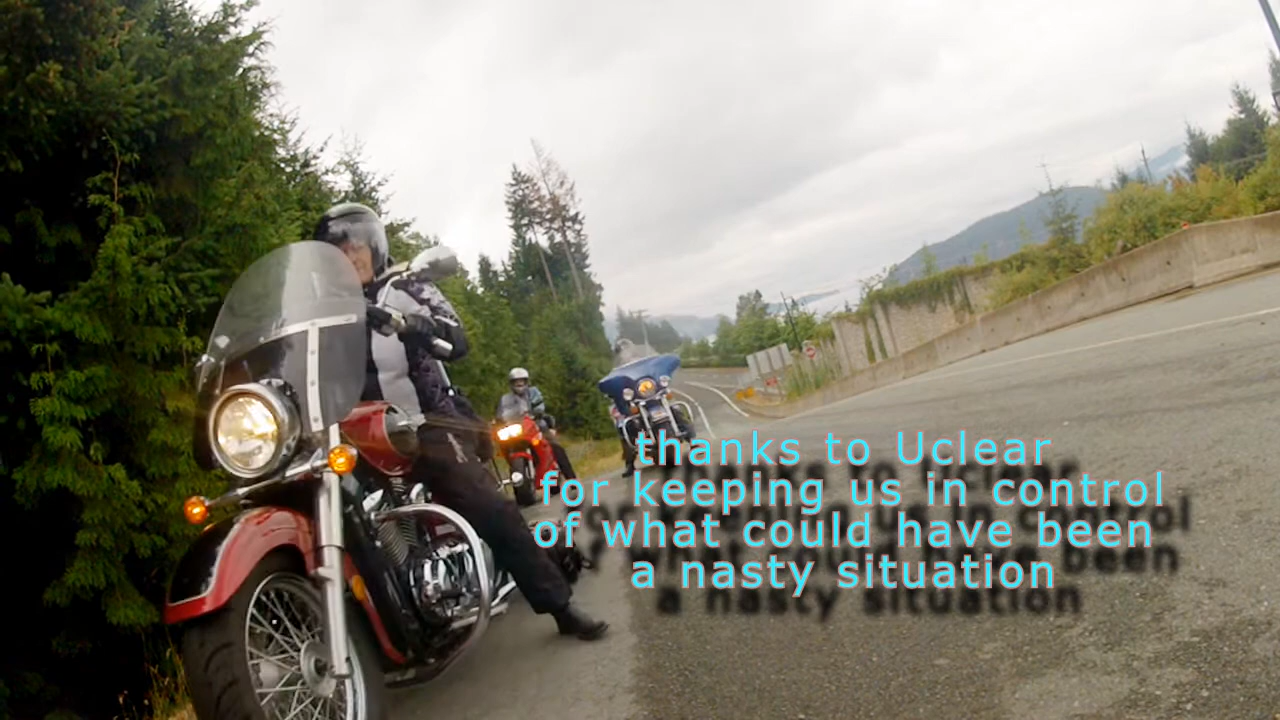 thanks to Uclear
for keeping us in control
of what could have been
a nasty situation